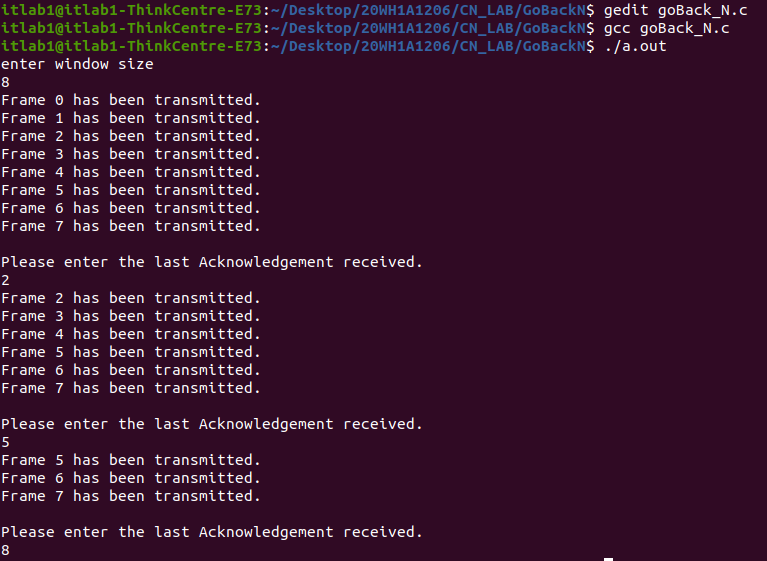 itlab1@itlab1-ThinkCentre-E73:~/Desktop/20WH1A1206/CN_LAB/GoBackN$ gedit goBack_N.c
itlab1@itlab1-ThinkCentre-E73:~/Desktop/20WH1A1206/CN_LAB/GoBackN$ gcc goBack_N.c
itlab1@itlab1-ThinkCentre-E73:~/Desktop/20WH1A1206/CN_LAB/GoBackN$ ./a.out
enter window size
8
Frame 0 has been transmitted.
Frame 1 has been transmitted.
Frame 2 has been transmitted.
Frame 3 has been transmitted.
Frame 4 has been transmitted.
Frame 5 has been transmitted.
Frame 6 has been transmitted.
Frame 7 has been transmitted.

Please enter the last Acknowledgement received.
2
Frame 2 has been transmitted.
Frame 3 has been transmitted.
Frame 4 has been transmitted.
Frame 5 has been transmitted.
Frame 6 has been transmitted.
Frame 7 has been transmitted.

Please enter the last Acknowledgement received.
5
Frame 5 has been transmitted.
Frame 6 has been transmitted.
Frame 7 has been transmitted.

Please enter the last Acknowledgement received.
8